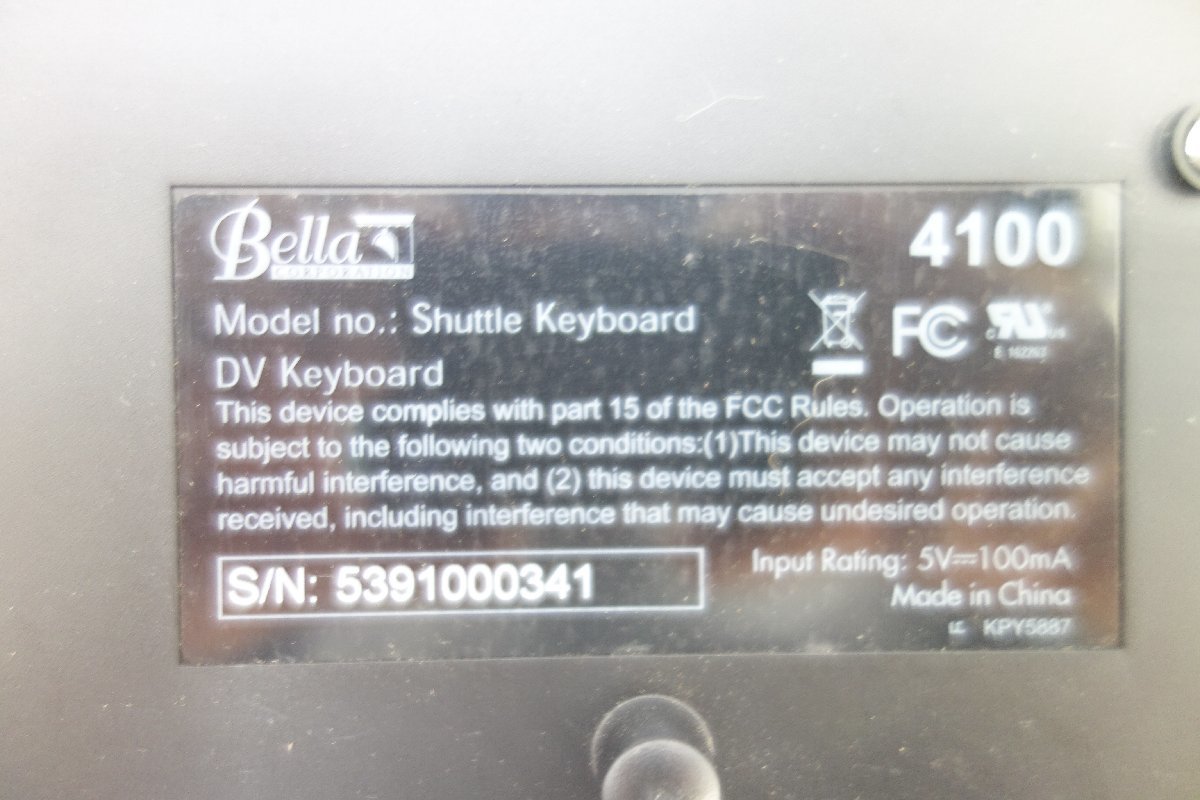 Bella
CORPORATION
4100
Model no.: Shuttle Keyboard
DV Keyboard
FC
This device complies with part 15 of the FCC Rules. Operation is
subject to the following two conditions:(1)This device may not cause
harmful interference, and (2) this device must accept any interference
received, including interference that may cause undesired operation.
S/N: 5391000341
Input Rating: 5V⎓100mA
Made in China
KPY5887